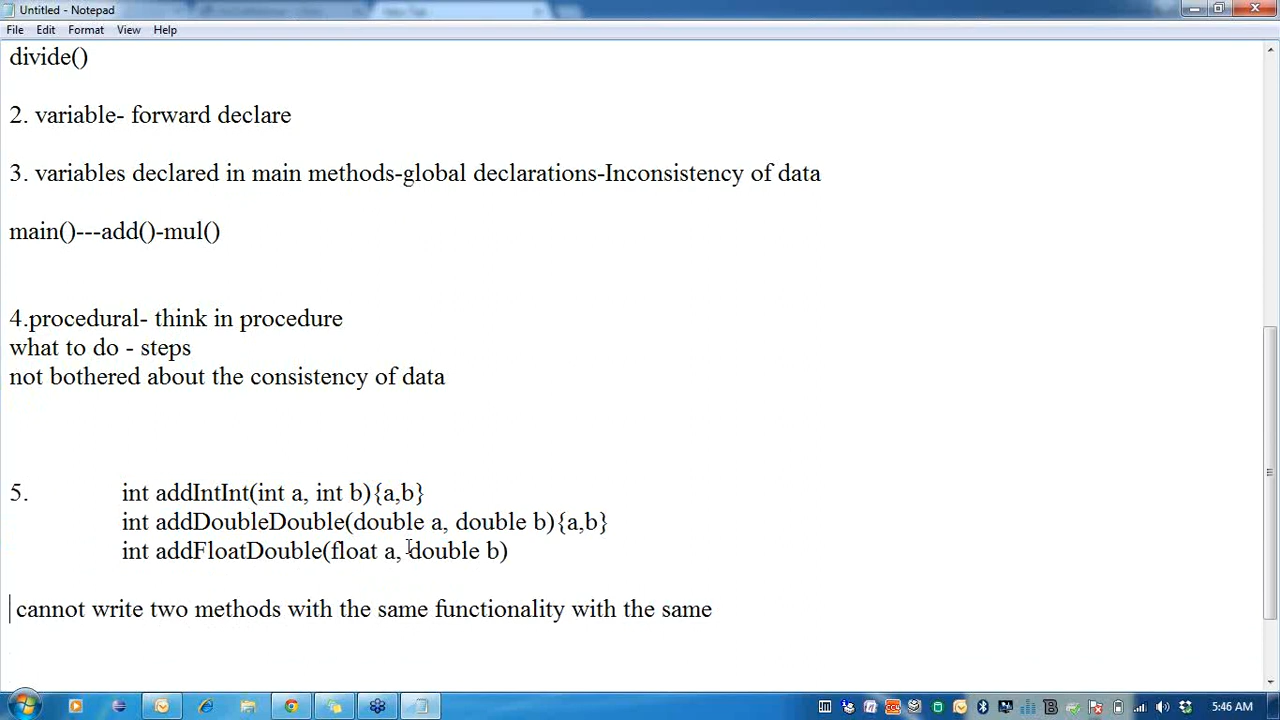 Untitled - Notepad
File Edit Format View Help
divide()
2. variable- forward declare
3. variables declared in main methods-global declarations-Inconsistency of data
main()---add()-mul()
4.procedural- think in procedure
what to do - steps
not bothered about the consistency of data
5. int addIntInt(int a, int b){a,b}
int addDoubleDouble(double a, double b){a,b}
int addFloatDouble(float a, double b)
cannot write two methods with the same functionality with the same
5:46 AM